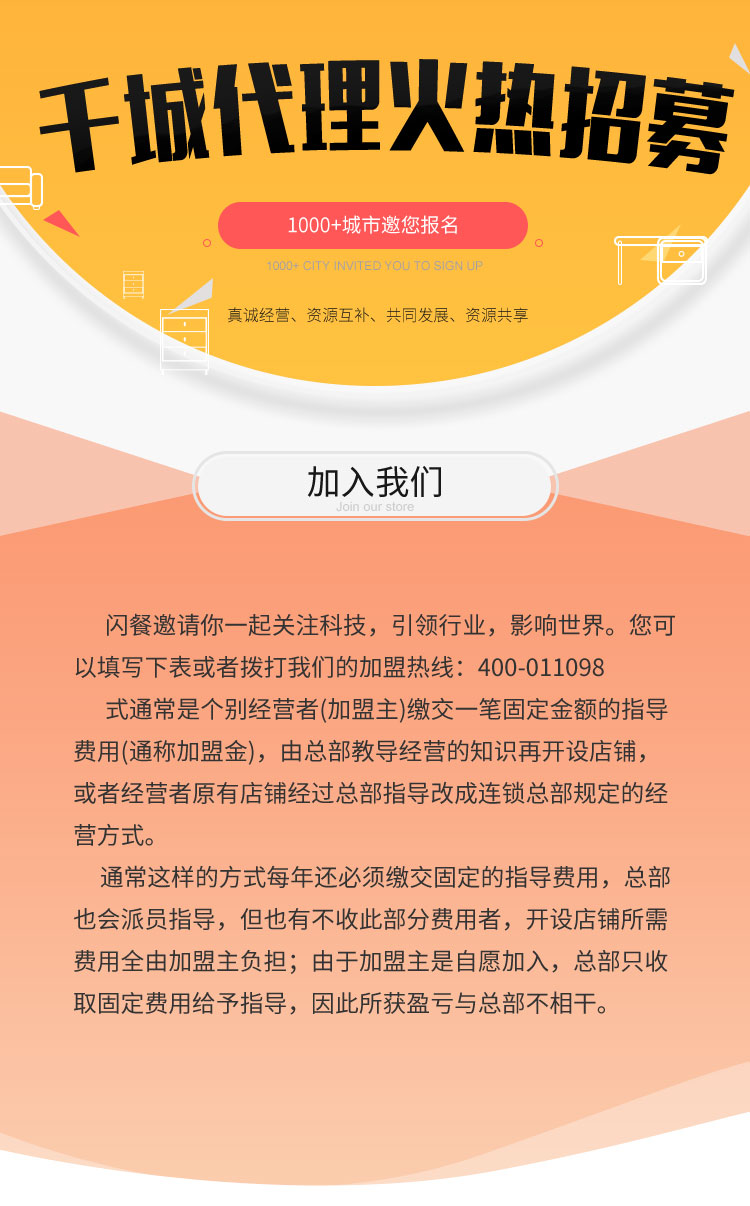 千城代理火热招募
1000+城市邀您报名
1000+ CITY INVITED YOU TO SIGN UP
真诚经营、资源互补、共同发展、资源共享
加入我们
Join our store
闪餐邀请你一起关注科技，引领行业，影响世界。您可
以填写下表或者拨打我们的加盟热线：400-011098
式通常是个别经营者(加盟主)缴交一笔固定金额的指导
费用(通称加盟金)，由总部教导经营的知识再开设店铺，
或者经营者原有店铺经过总部指导改成连锁总部规定的经
营方式。
通常这样的方式每年还必须缴交固定的指导费用，总部
也会派员指导，但也有不收此部分费用者，开设店铺所需
费用全由加盟主负担；由于加盟主是自愿加入，总部只收
取固定费用给予指导，因此所获盈亏与总部不相干。